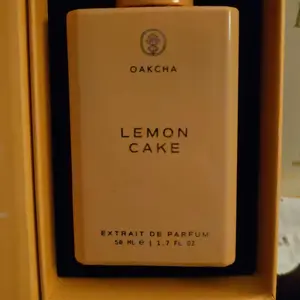 OAKCHA
LEMON
CAKE
EXTRAIT DE PARFUM
50 ML ℮ | 1.7 FL OZ